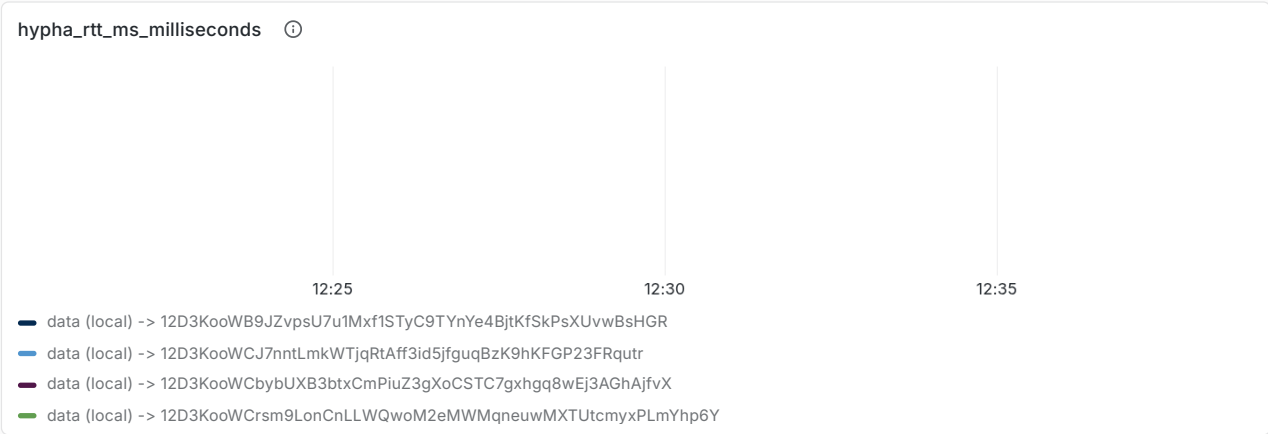 hypha_rtt_ms_milliseconds
12:25 12:30 12:35
data (local) -> 12D3KooWB9JZvpsU7u1Mxf1STyC9TYnYe4BjtKfSkPsXUvwBsHGR
data (local) -> 12D3KooWCJ7nntLmkWTjqRtAff3id5jfguqBzK9hKFGP23FRqutr
data (local) -> 12D3KooWCbybUXB3btxCmPiuZ3gXoCSTC7gxhgq8wEj3AGhAjfvX
data (local) -> 12D3KooWCrsm9LonCnLLWQwoM2eMWMqneuwMXTUtcmyxPLmYhp6Y